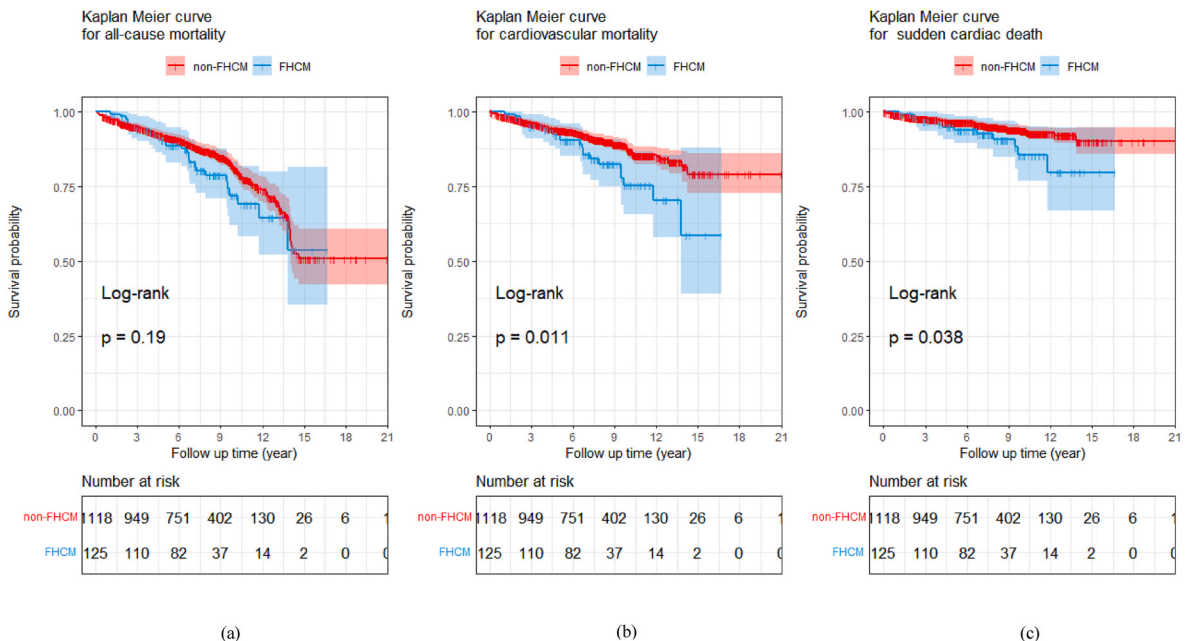 Kaplan Meier curve
for all-cause mortality
non-FHCM FHCM
Survival probability
1.00
0.75
0.50
0.25
0.00
Log-rank
p = 0.19
0 3 6 9 12 15 18 21
Follow up time (year)
Number at risk
non-FHCM 1118 949 751 402 130 26 6 1
FHCM 125 110 82 37 14 2 0 0
(a)
Kaplan Meier curve
for cardiovascular mortality
non-FHCM FHCM
Survival probability
1.00
0.75
0.50
0.25
0.00
Log-rank
p = 0.011
0 3 6 9 12 15 18 21
Follow up time (year)
Number at risk
non-FHCM 1118 949 751 402 130 26 6 1
FHCM 125 110 82 37 14 2 0 0
(b)
Kaplan Meier curve
for sudden cardiac death
non-FHCM FHCM
Survival probability
1.00
0.75
0.50
0.25
0.00
Log-rank
p = 0.038
0 3 6 9 12 15 18 21
Follow up time (year)
Number at risk
non-FHCM 1118 949 751 402 130 26 6 1
FHCM 125 110 82 37 14 2 0 0
(c)